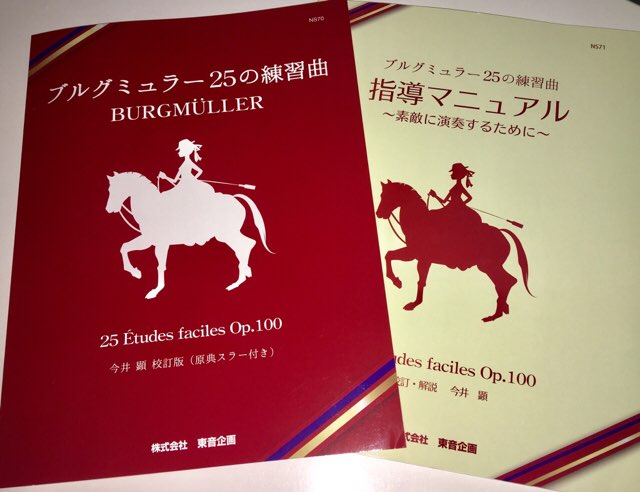 NS70
ブルグミュラー25の練習曲
BURGMÜLLER
25 Études faciles Op.100
今井 顕 校訂版（原典スラー付き）
株式会社 東音企画
NS71
ブルグミュラー25の練習曲
指導マニュアル
～素敵に演奏するために～
udes faciles Op.100
校訂・解説 今井 顕
株式会社 東音企画